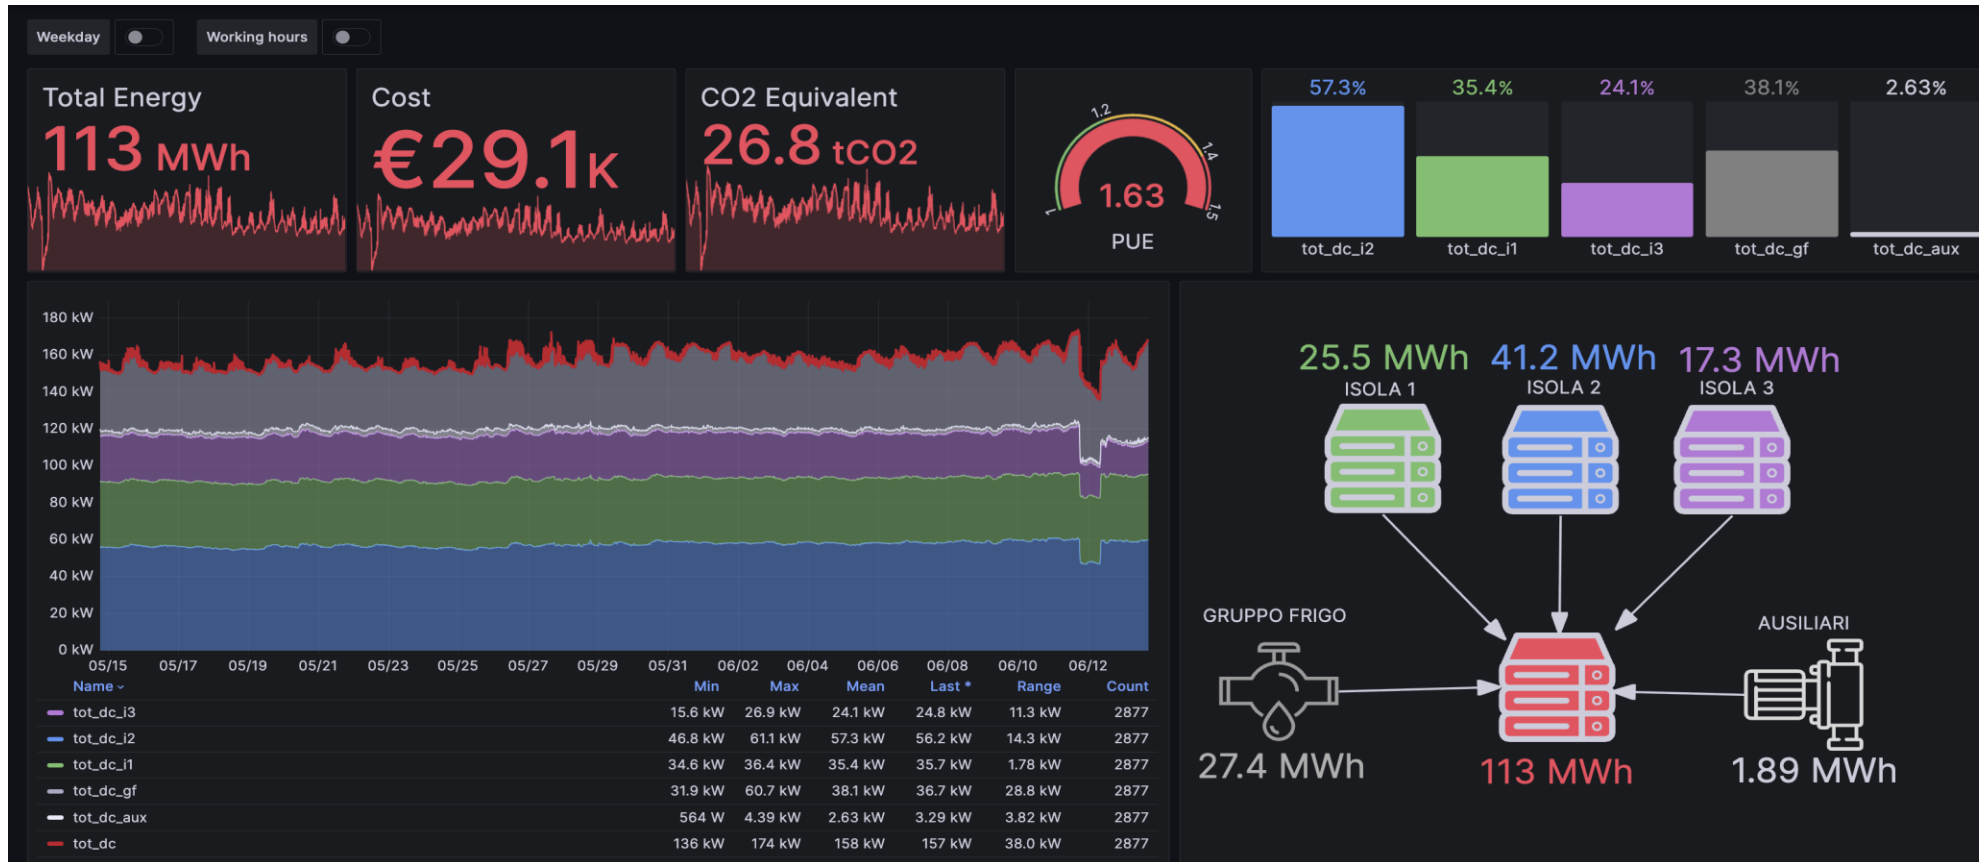 Weekday
Working hours
Total Energy
113 MWh
Cost
€29.1K
CO2 Equivalent
26.8 tCO2
1
1.2
1.4
1.5
1.63
PUE
57.3% 35.4% 24.1% 38.1% 2.63%
tot_dc_i2 tot_dc_i1 tot_dc_i3 tot_dc_gf tot_dc_aux
180 kW
160 kW
140 kW
120 kW
100 kW
80 kW
60 kW
40 kW
20 kW
0 kW
05/15 05/17 05/19 05/21 05/23 05/25 05/27 05/29 05/31 06/02 06/04 06/06 06/08 06/10 06/12
Name Min Max Mean Last * Range Count
tot_dc_i3 15.6 kW 26.9 kW 24.1 kW 24.8 kW 11.3 kW 2877
tot_dc_i2 46.8 kW 61.1 kW 57.3 kW 56.2 kW 14.3 kW 2877
tot_dc_i1 34.6 kW 36.4 kW 35.4 kW 35.7 kW 1.78 kW 2877
tot_dc_gf 31.9 kW 60.7 kW 38.1 kW 36.7 kW 28.8 kW 2877
tot_dc_aux 564 W 4.39 kW 2.63 kW 3.29 kW 3.82 kW 2877
tot_dc 136 kW 174 kW 158 kW 157 kW 38.0 kW 2877
25.5 MWh 41.2 MWh 17.3 MWh
ISOLA 1 ISOLA 2 ISOLA 3
GRUPPO FRIGO
AUSILIARI
27.4 MWh
113 MWh
1.89 MWh